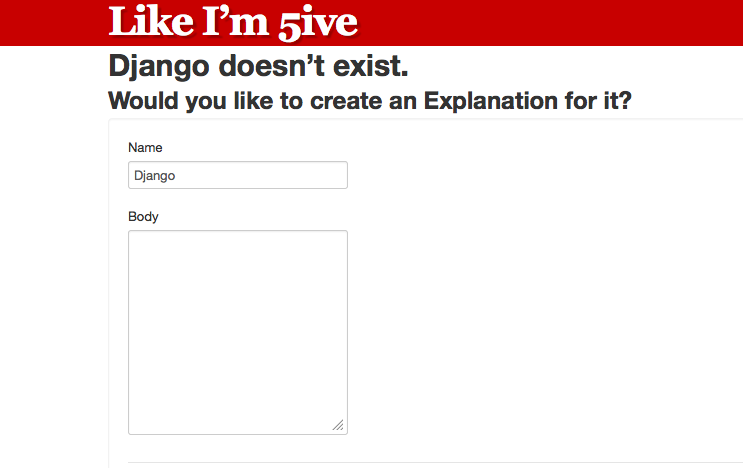 Like I'm 5ive
Django doesn't exist.
Would you like to create an Explanation for it?
Name
Django
Body